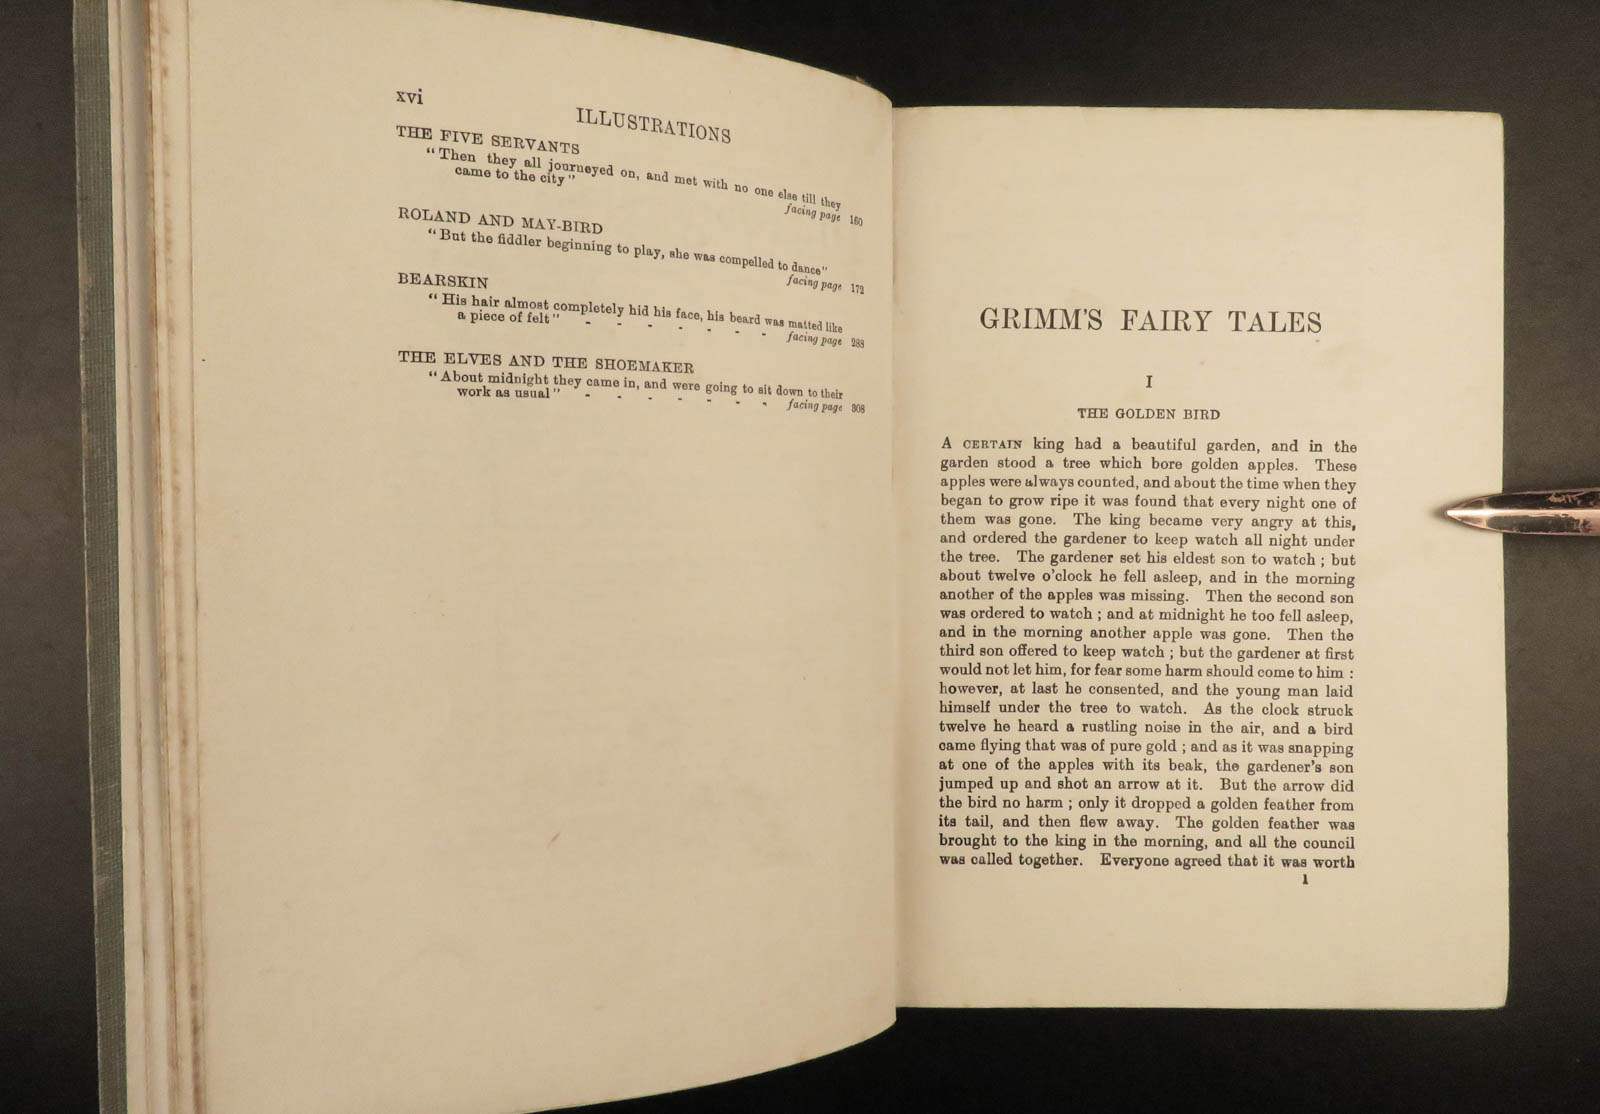 xvi
ILLUSTRATIONS
THE FIVE SERVANTS
"Then they all journeyed on, and met with no one else till they
came to the city"
facing page 160
ROLAND AND MAY-BIRD
"But the fiddler beginning to play, she was compelled to dance"
facing page 172
BEARSKIN
"His hair almost completely hid his face, his beard was matted like
a piece of felt" - - - - - - - facing page 288
THE ELVES AND THE SHOEMAKER
"About midnight they came in, and were going to sit down to their
work as usual" - - - - - - - facing page 308
GRIMM'S FAIRY TALES
I
THE GOLDEN BIRD
A CERTAIN king had a beautiful garden, and in the
garden stood a tree which bore golden apples. These
apples were always counted, and about the time when they
began to grow ripe it was found that every night one of
them was gone. The king became very angry at this,
and ordered the gardener to keep watch all night under
the tree. The gardener set his eldest son to watch ; but
about twelve o'clock he fell asleep, and in the morning
another of the apples was missing. Then the second son
was ordered to watch ; and at midnight he too fell asleep,
and in the morning another apple was gone. Then the
third son offered to keep watch ; but the gardener at first
would not let him, for fear some harm should come to him :
however, at last he consented, and the young man laid
himself under the tree to watch. As the clock struck
twelve he heard a rustling noise in the air, and a bird
came flying that was of pure gold ; and as it was snapping
at one of the apples with its beak, the gardener's son
jumped up and shot an arrow at it. But the arrow did
the bird no harm ; only it dropped a golden feather from
its tail, and then flew away. The golden feather was
brought to the king in the morning, and all the council
was called together. Everyone agreed that it was worth
1